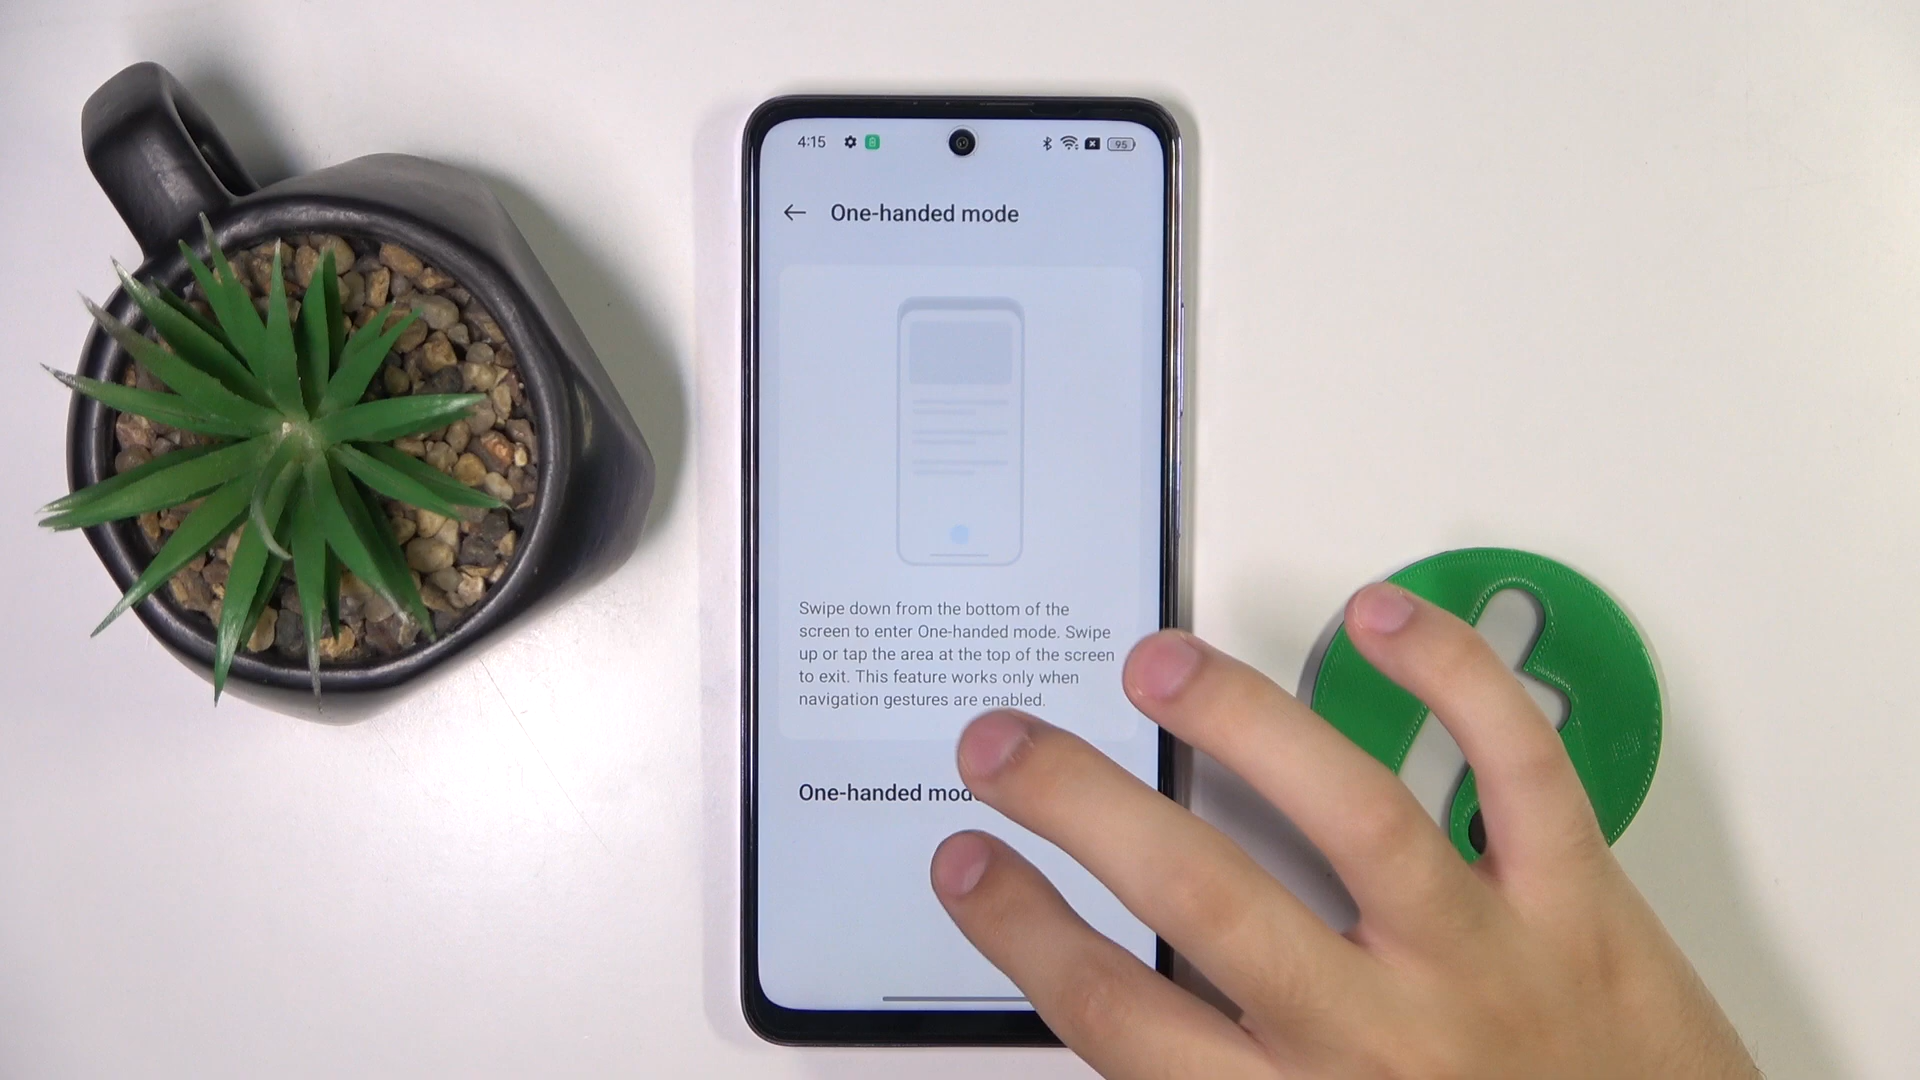 4:15
95
One-handed mode
Swipe down from the bottom of the
screen to enter One-handed mode. Swipe
up or tap the area at the top of the screen
to exit. This feature works only when
navigation gestures are enabled.
One-handed mode